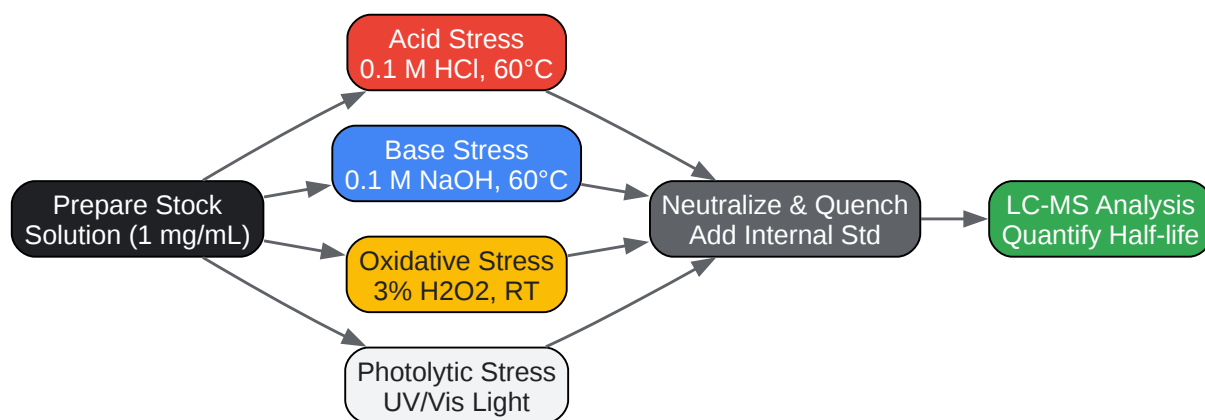 Acid Stress
0.1 M HCl, 60°C
Base Stress
0.1 M NaOH, 60°C
Prepare Stock
Solution (1 mg/mL)
Neutralize & Quench
Add Internal Std
LC-MS Analysis
Quantify Half-life
Oxidative Stress
3% H2O2, RT
Photolytic Stress
UV/Vis Light